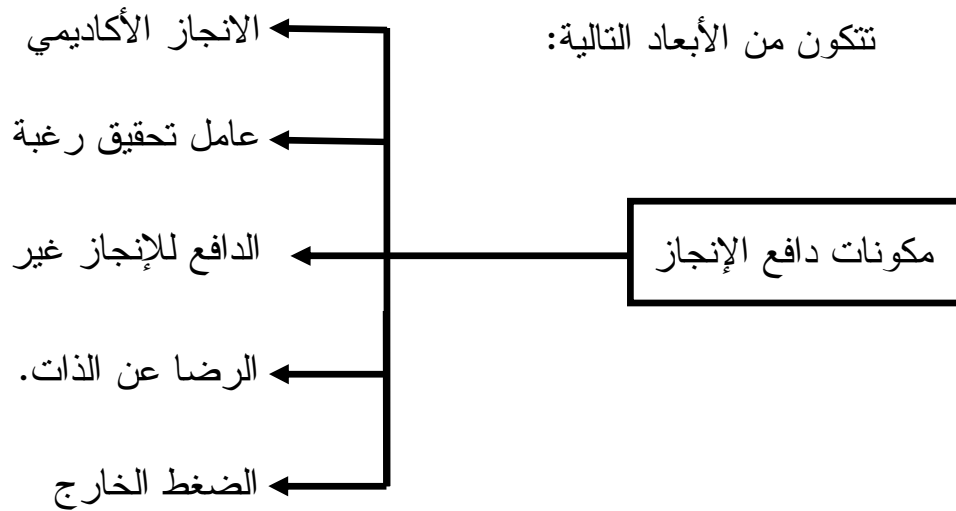 تتكون من الأبعاد التالية:
مكونات دافع الإنجاز
الانجاز الأكاديمي
عامل تحقيق رغبة
الدافع للإنجاز غير
الرضا عن الذات.
الضغط الخارج